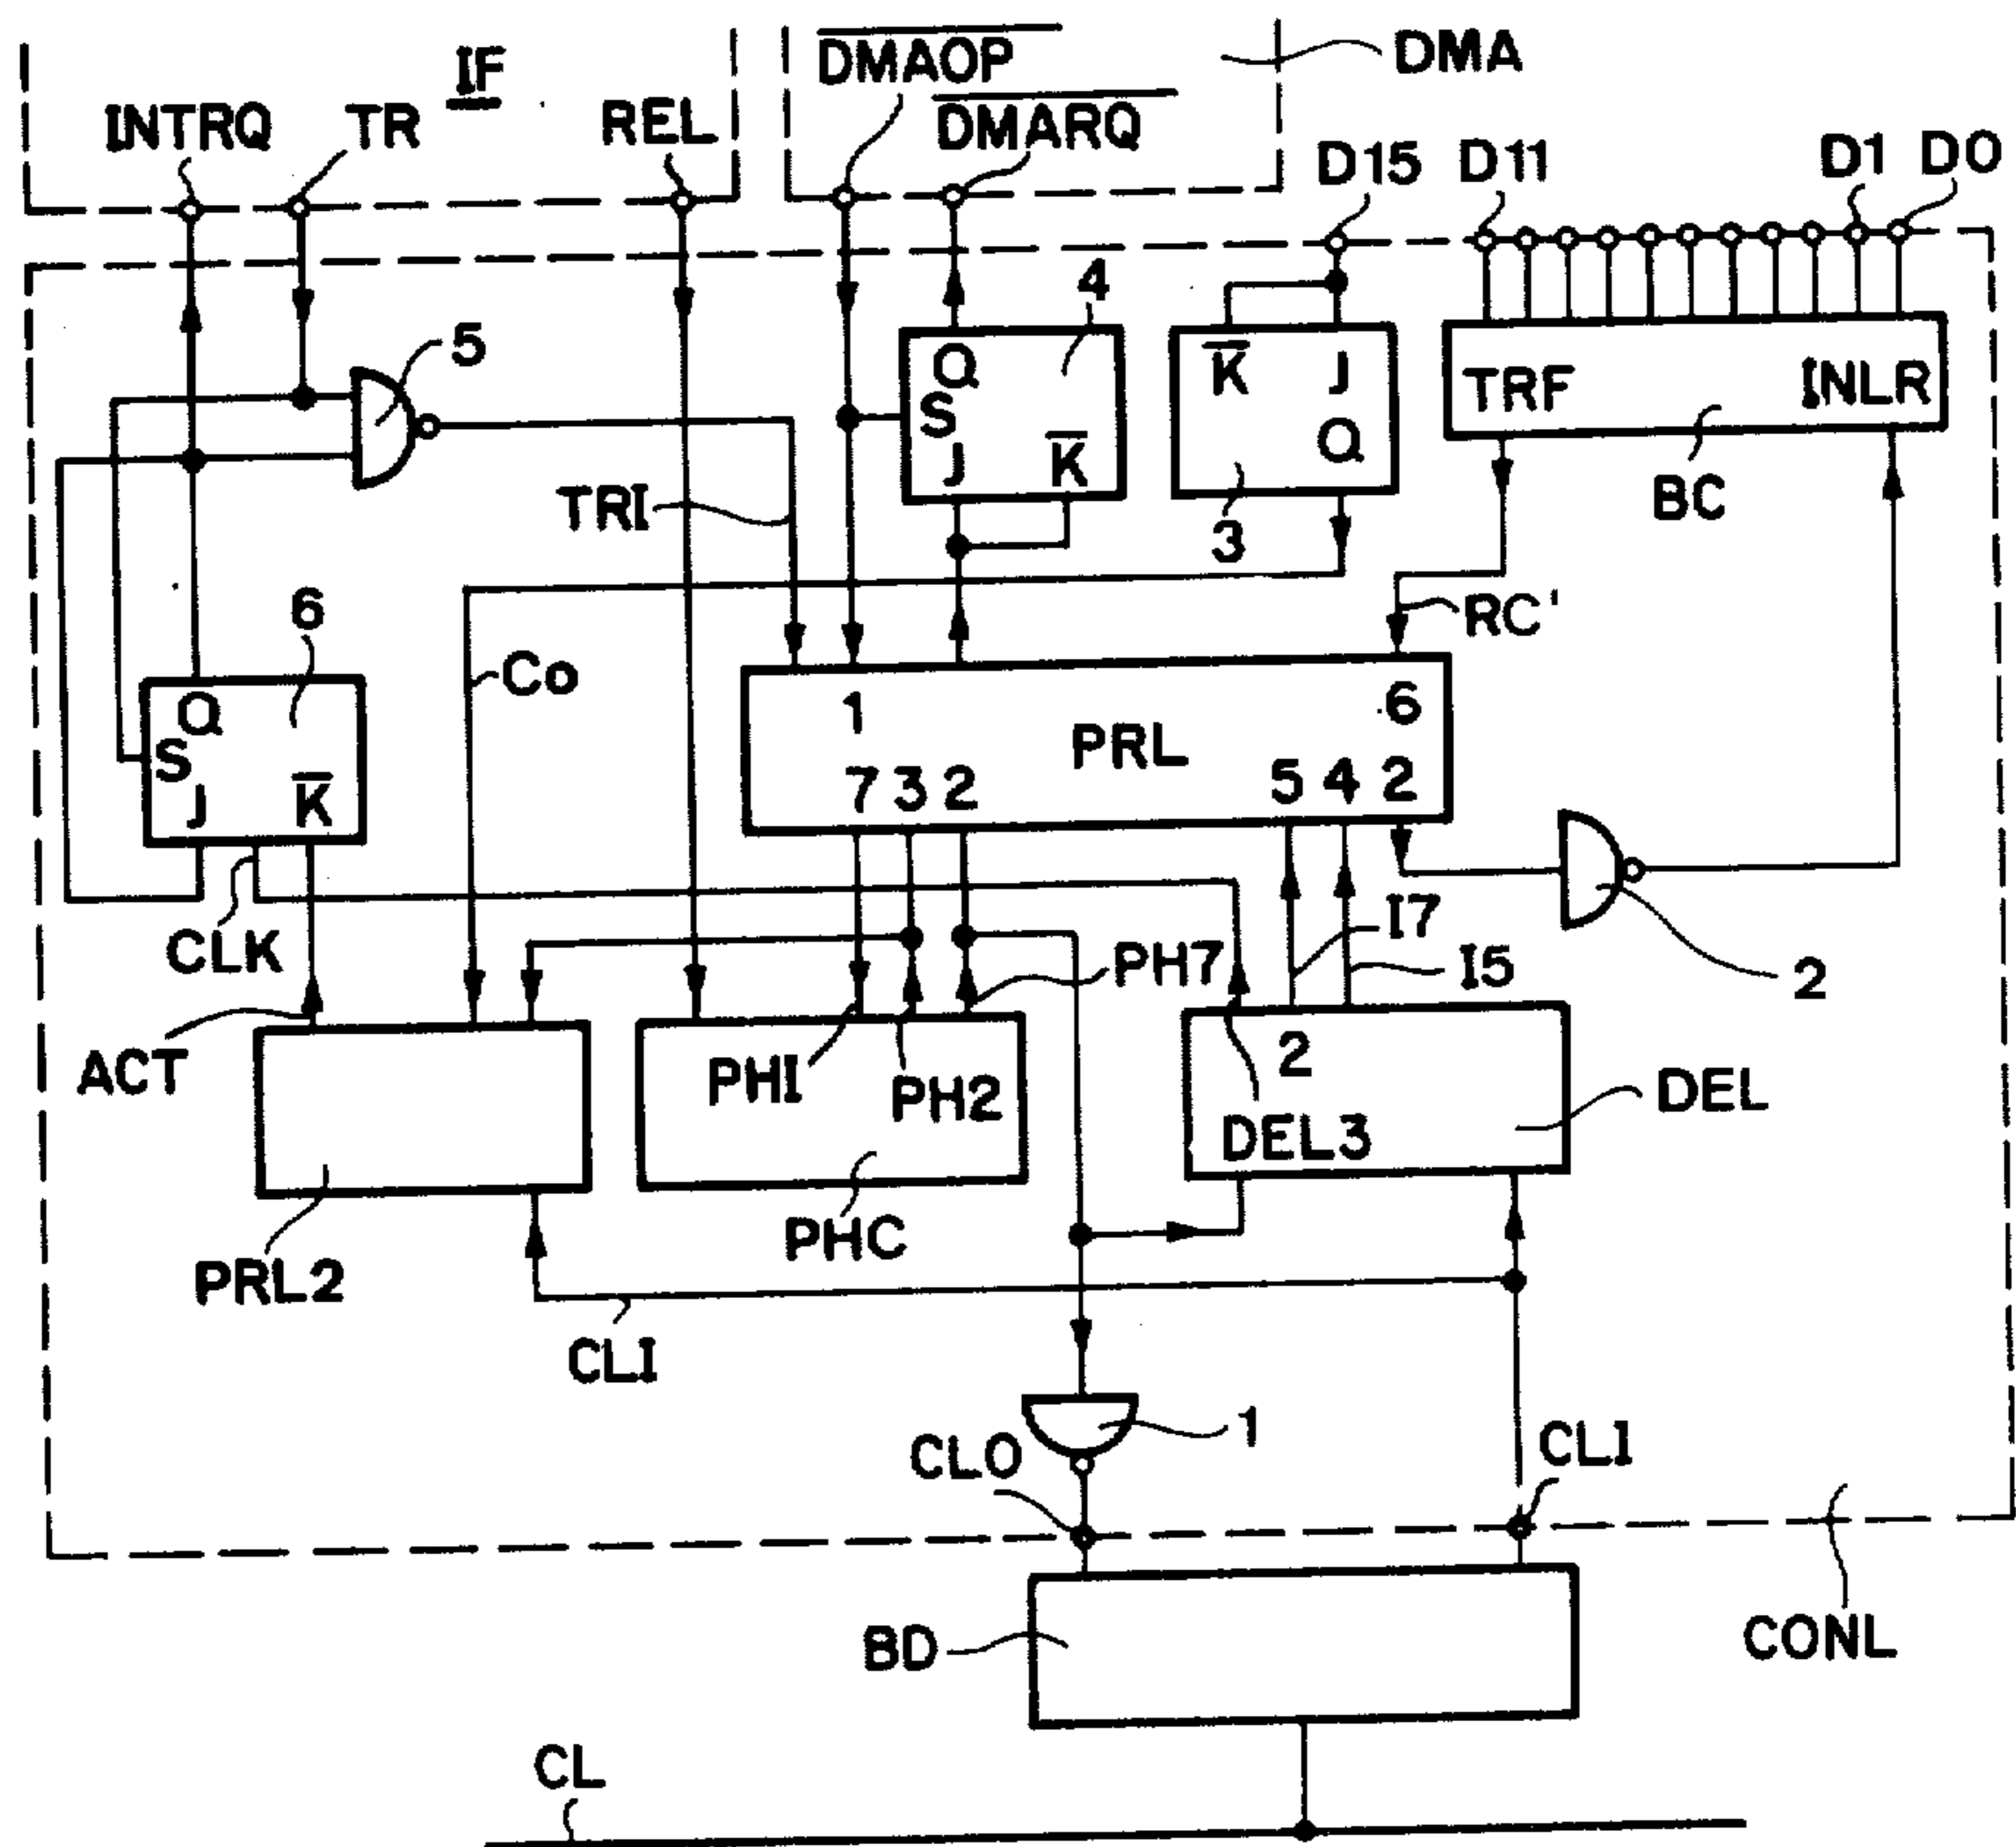 IF
DMAOP
DMA
INTRQ
TR
REL
DMARQ
D15
D11
D1
DO
4
5
Q
S
J
K
K
J
Q
TRF
INLR
TRI
3
BC
6
RC'
Co
Q
S
J
K
1
6
PRL
7
3
2
5
4
2
CLK
PH7
I7
I5
2
ACT
PHI
PH2
2
DEL3
DEL
PRL2
PHC
CLI
1
CLO
CLI
BD
CONL
CL